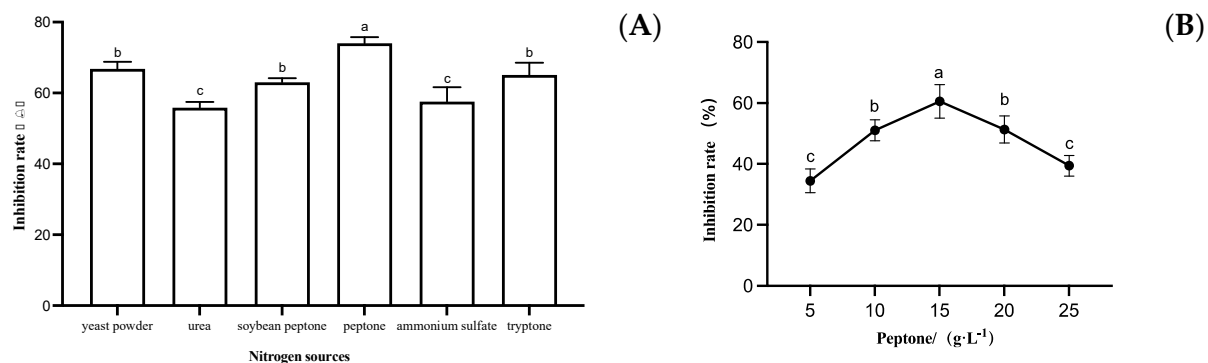 (A)
80
60
40
20
0
b
c
b
a
c
b
Inhibition rate
yeast powder urea soybean peptone peptone ammonium sulfate tryptone
Nitrogen sources
(B)
80
60
40
20
0
c
b
a
b
c
Inhibition rate (%)
5 10 15 20 25
Peptone/ (g·L⁻¹)